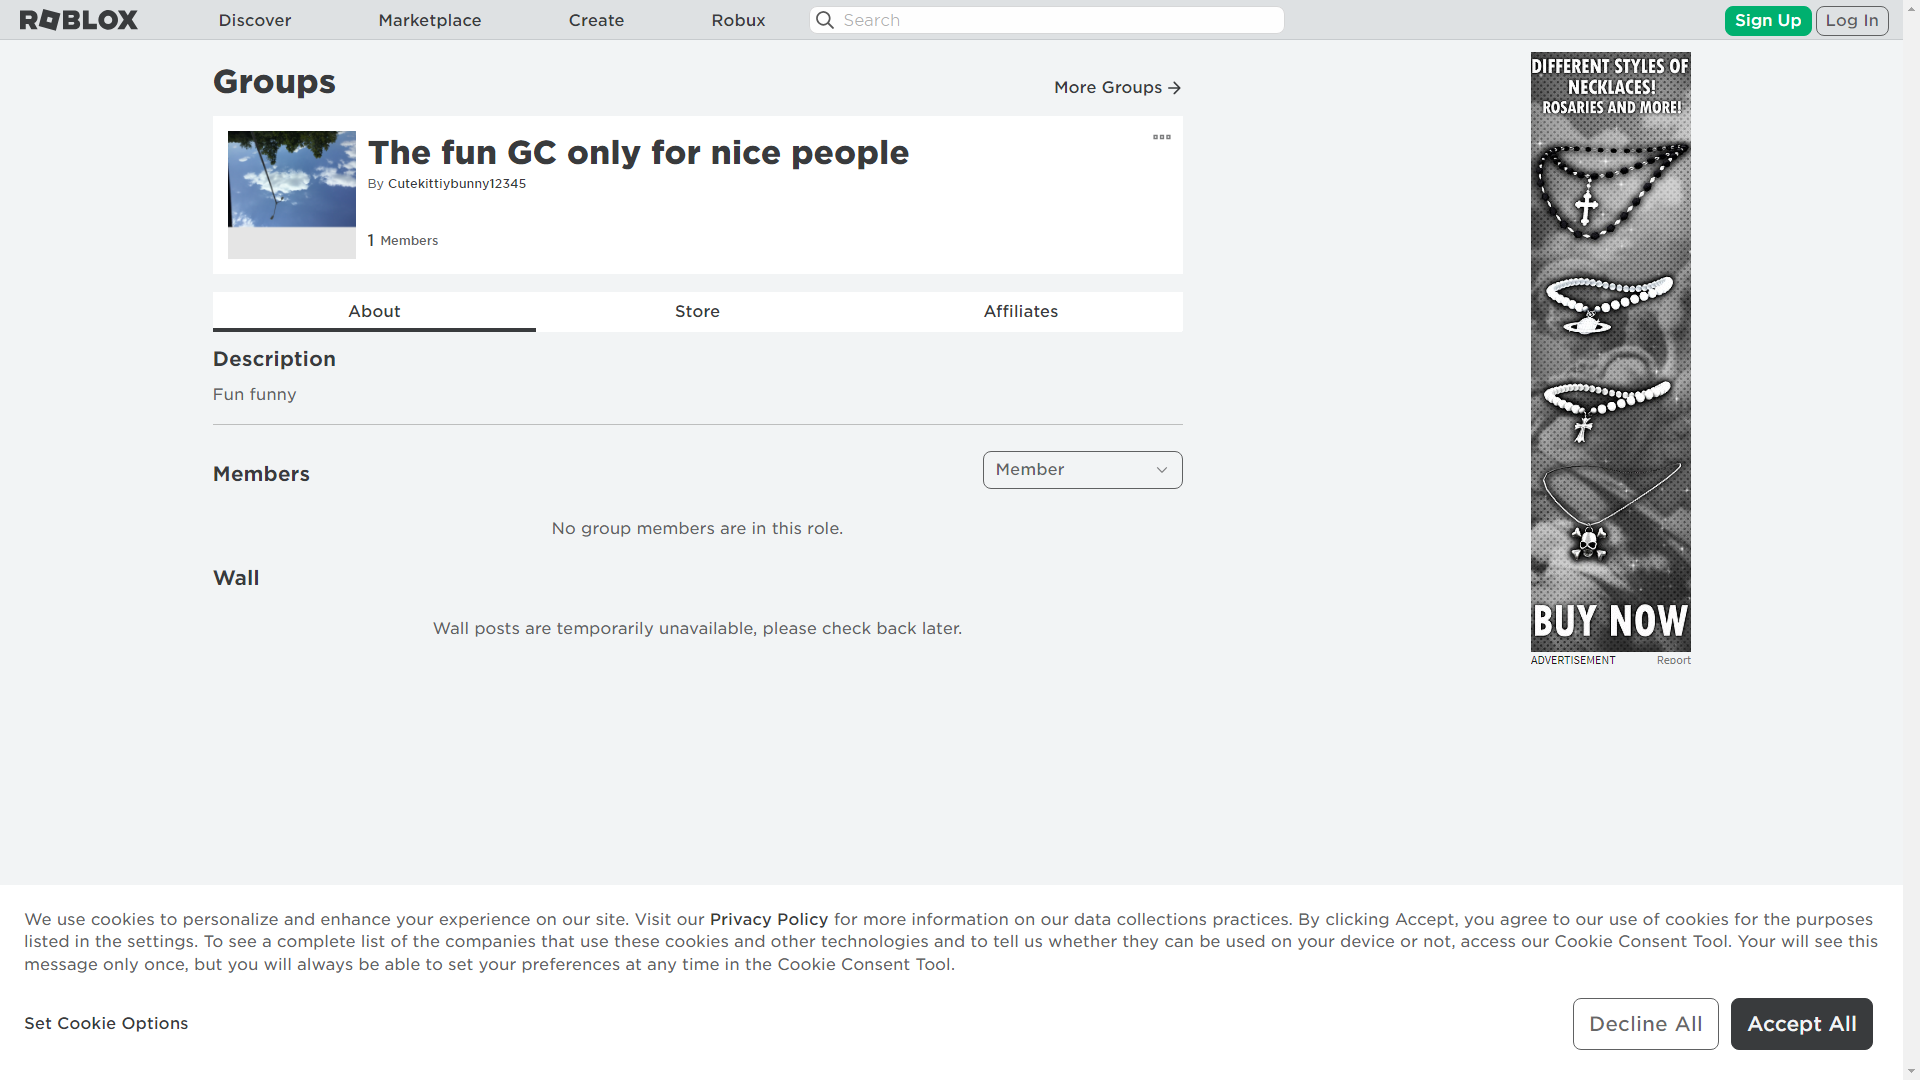 ROBLOX
Discover
Marketplace
Create
Robux
Search
Sign Up
Log In
Groups
More Groups
The fun GC only for nice people
By Cutekittiybunny12345
1 Members
About
Store
Affiliates
Description
Fun funny
Members
Member
No group members are in this role.
Wall
Wall posts are temporarily unavailable, please check back later.
DIFFERENT STYLES OF
NECKLACES!
ROSARIES AND MORE!
BUY NOW
ADVERTISEMENT
Report
We use cookies to personalize and enhance your experience on our site. Visit our Privacy Policy for more information on our data collections practices. By clicking Accept, you agree to our use of cookies for the purposes
listed in the settings. To see a complete list of the companies that use these cookies and other technologies and to tell us whether they can be used on your device or not, access our Cookie Consent Tool. Your will see this
message only once, but you will always be able to set your preferences at any time in the Cookie Consent Tool.
Set Cookie Options
Decline All
Accept All